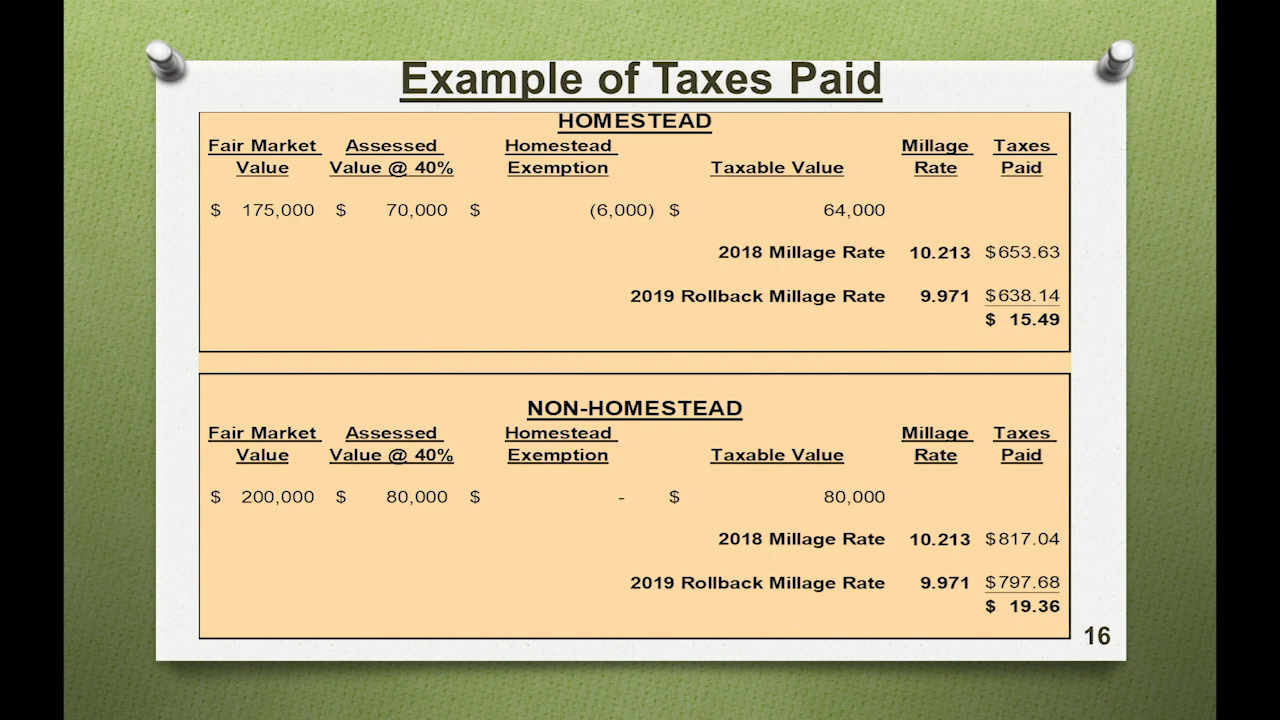 Example of Taxes Paid
HOMESTEAD
Fair Market Assessed Homestead Millage Taxes
Value Value @ 40% Exemption Taxable Value Rate Paid
$ 175,000 $ 70,000 $ (6,000) $ 64,000
2018 Millage Rate 10.213 $653.63
2019 Rollback Millage Rate 9.971 $638.14
$ 15.49
NON-HOMESTEAD
Fair Market Assessed Homestead Millage Taxes
Value Value @ 40% Exemption Taxable Value Rate Paid
$ 200,000 $ 80,000 $ - $ 80,000
2018 Millage Rate 10.213 $817.04
2019 Rollback Millage Rate 9.971 $797.68
$ 19.36
16